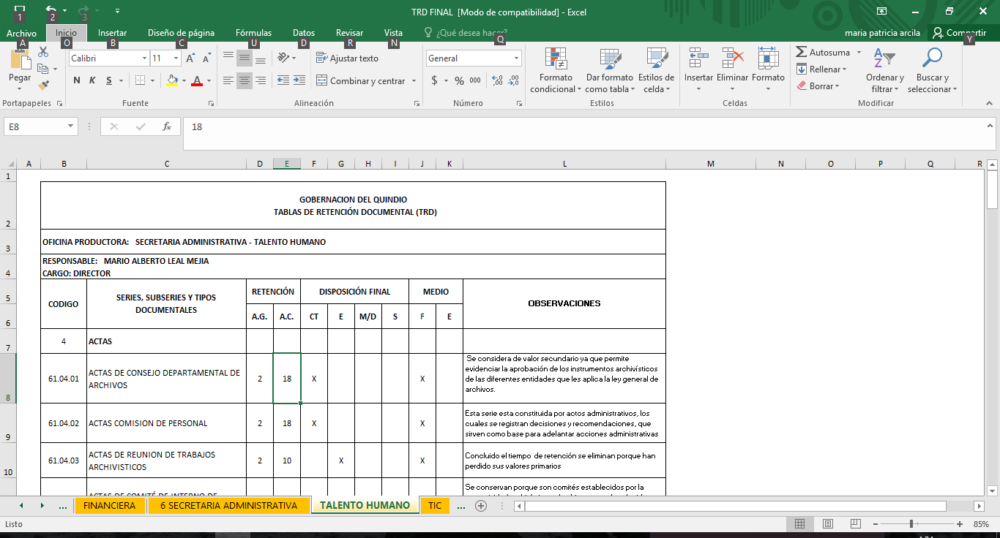 TRD FINAL [Modo de compatibilidad] - Excel
1 2 3
Archivo Inicio Insertar Diseño de página Fórmulas Datos Revisar Vista ¿Qué desea hacer? maria patricia arcila Compartir
A O B C U D R N Q Y
Calibri 11 Ajustar texto General Autosuma
Pegar N K S Combinar y centrar $ % 000 Formato condicional Dar formato como tabla Estilos de celda Insertar Eliminar Formato Rellenar Borrar Ordenar y filtrar Buscar y seleccionar
Portapapeles Fuente Alineación Número Estilos Celdas Modificar
E8 fx 18
A B C D E F G H I J K L M N O P Q R
1
2
GOBERNACION DEL QUINDIO
TABLAS DE RETENCIÓN DOCUMENTAL (TRD)
3 OFICINA PRODUCTORA: SECRETARIA ADMINISTRATIVA - TALENTO HUMANO
4
RESPONSABLE: MARIO ALBERTO LEAL MEJIA
CARGO: DIRECTOR
5 CODIGO SERIES, SUBSERIES Y TIPOS DOCUMENTALES RETENCIÓN DISPOSICIÓN FINAL MEDIO OBSERVACIONES
6 A.G. A.C. CT E M/D S F E
7 4 ACTAS
8 61.04.01 ACTAS DE CONSEJO DEPARTAMENTAL DE ARCHIVOS 2 18 X X
Se considera de valor secundario ya que permite
evidenciar la aprobación de los instrumentos archivísticos
de las diferentes entidades que les aplica la ley general de
archivos.
9 61.04.02 ACTAS COMISION DE PERSONAL 2 18 X X
Esta serie esta constituida por actos administrativos, los
cuales se registran decisiones y recomendaciones, que
sirven como base para adelantar acciones administrativas
10 61.04.03 ACTAS DE REUNION DE TRABAJOS ARCHIVISTICOS 2 10 X X
Concluido el tiempo de retención se eliminan porque han
perdido sus valores primarios
ACTAS DE COMITÉ DE INTERNO DE
Se conservan porque son comités establecidos por la
... FINANCIERA 6 SECRETARIA ADMINISTRATIVA TALENTO HUMANO TIC ...
Listo 85%